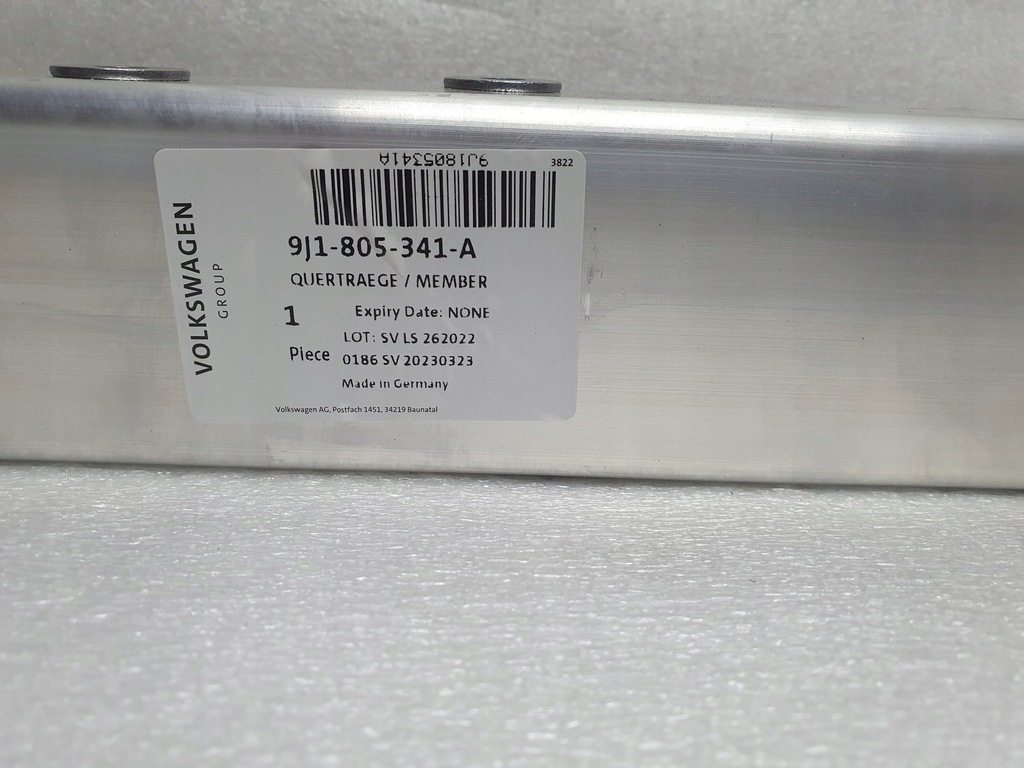 9J1805341A
3822
VOLKSWAGEN
GROUP
9J1-805-341-A
QUERTRAEGE / MEMBER
1
Expiry Date: NONE
LOT: SV LS 262022
Piece
0186 SV 20230323
Made in Germany
Volkswagen AG, Postfach 1451, 34219 Baunatal